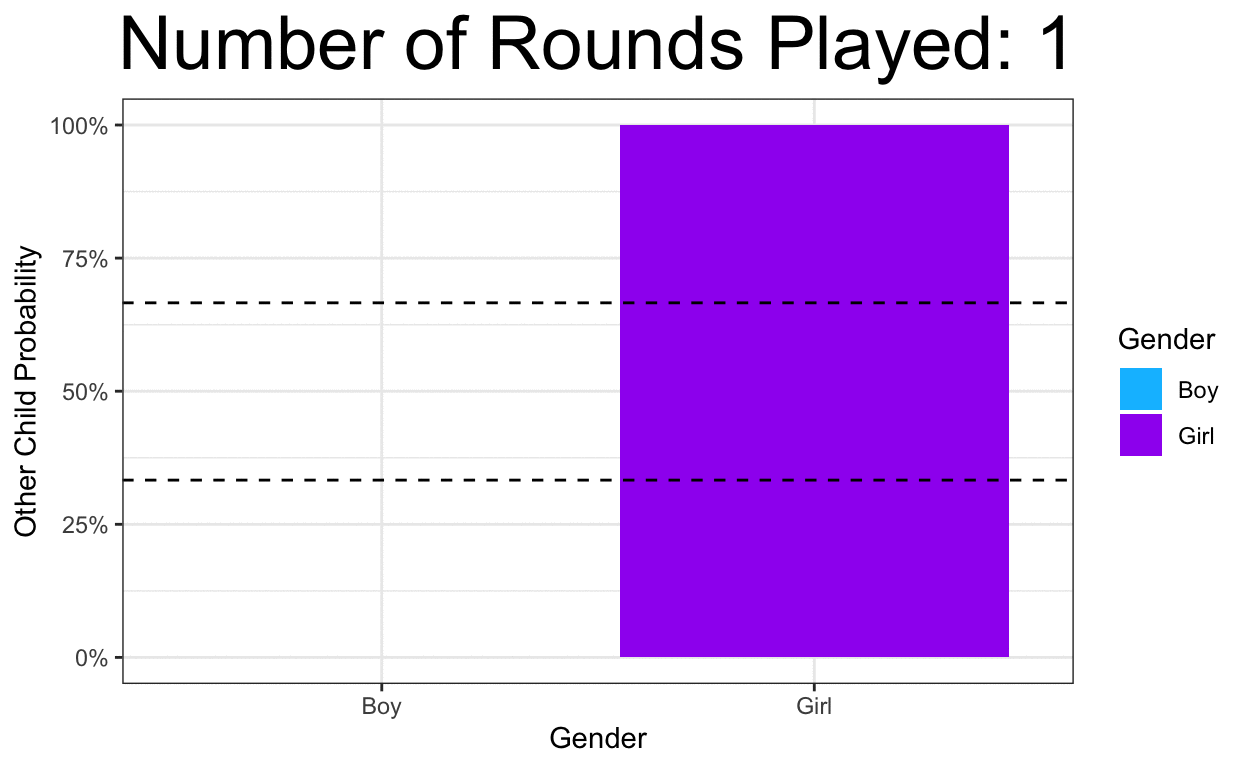 Number of Rounds Played: 1
Other Child Probability
100%
75%
50%
25%
0%
Boy
Girl
Gender
Gender
Boy
Girl